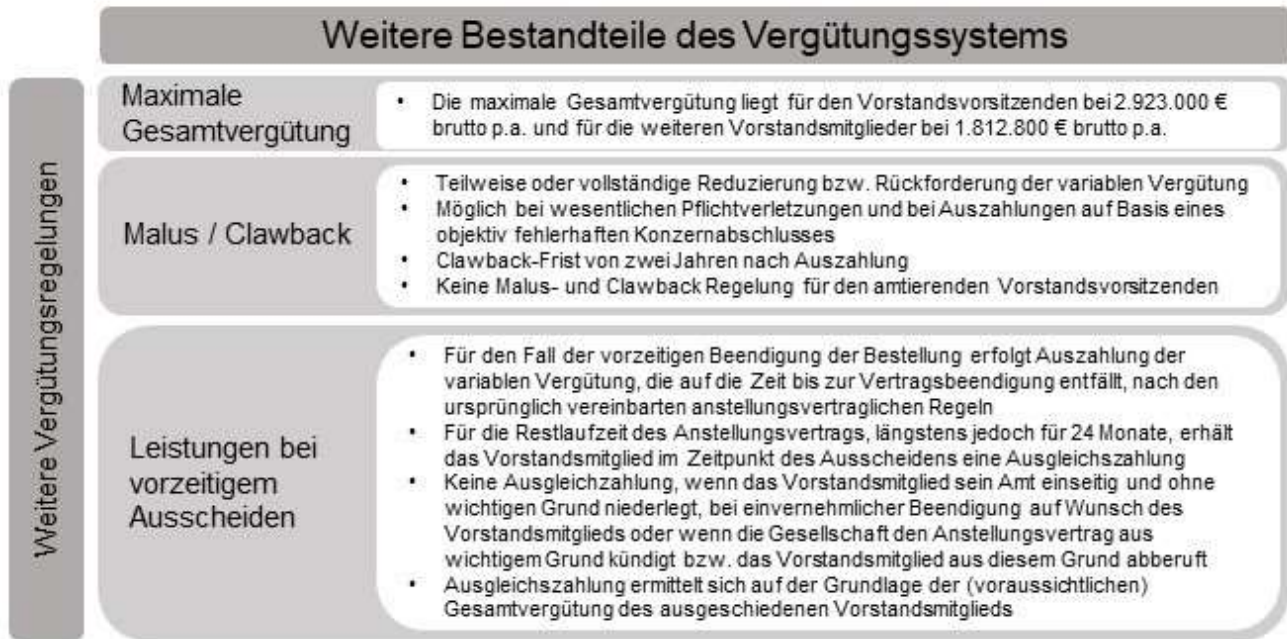 Weitere Bestandteile des Vergütungssystems
Weitere Vergütungsregelungen
Maximale
Gesamtvergütung
• Die maximale Gesamtvergütung liegt für den Vorstandsvorsitzenden bei 2.923.000 €
brutto p.a. und für die weiteren Vorstandsmitglieder bei 1.812.800 € brutto p.a.
Malus / Clawback
• Teilweise oder vollständige Reduzierung bzw. Rückforderung der variablen Vergütung
• Möglich bei wesentlichen Pflichtverletzungen und bei Auszahlungen auf Basis eines
objektiv fehlerhaften Konzernabschlusses
• Clawback-Frist von zwei Jahren nach Auszahlung
• Keine Malus- und Clawback Regelung für den amtierenden Vorstandsvorsitzenden
Leistungen bei
vorzeitigem
Ausscheiden
• Für den Fall der vorzeitigen Beendigung der Bestellung erfolgt Auszahlung der
variablen Vergütung, die auf die Zeit bis zur Vertragsbeendigung entfällt, nach den
ursprünglich vereinbarten anstellungsvertraglichen Regeln
• Für die Restlaufzeit des Anstellungsvertrags, längstens jedoch für 24 Monate, erhält
das Vorstandsmitglied im Zeitpunkt des Ausscheidens eine Ausgleichszahlung
• Keine Ausgleichzahlung, wenn das Vorstandsmitglied sein Amt einseitig und ohne
wichtigen Grund niederlegt, bei einvernehmlicher Beendigung auf Wunsch des
Vorstandsmitglieds oder wenn die Gesellschaft den Anstellungsvertrag aus
wichtigem Grund kündigt bzw. das Vorstandsmitglied aus diesem Grund abberuft
• Ausgleichszahlung ermittelt sich auf der Grundlage der (voraussichtlichen)
Gesamtvergütung des ausgeschiedenen Vorstandsmitglieds